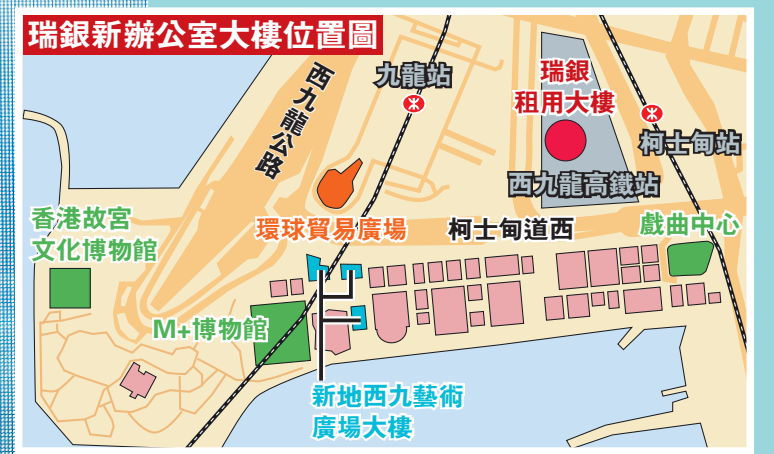 瑞銀新辦公室大樓位置圖
西九龍公路
九龍站
瑞銀
租用大樓
柯士甸站
西九龍高鐵站
香港故宮
文化博物館
環球貿易廣場
柯士甸道西
戲曲中心
M+博物館
新地西九藝術
廣場大樓